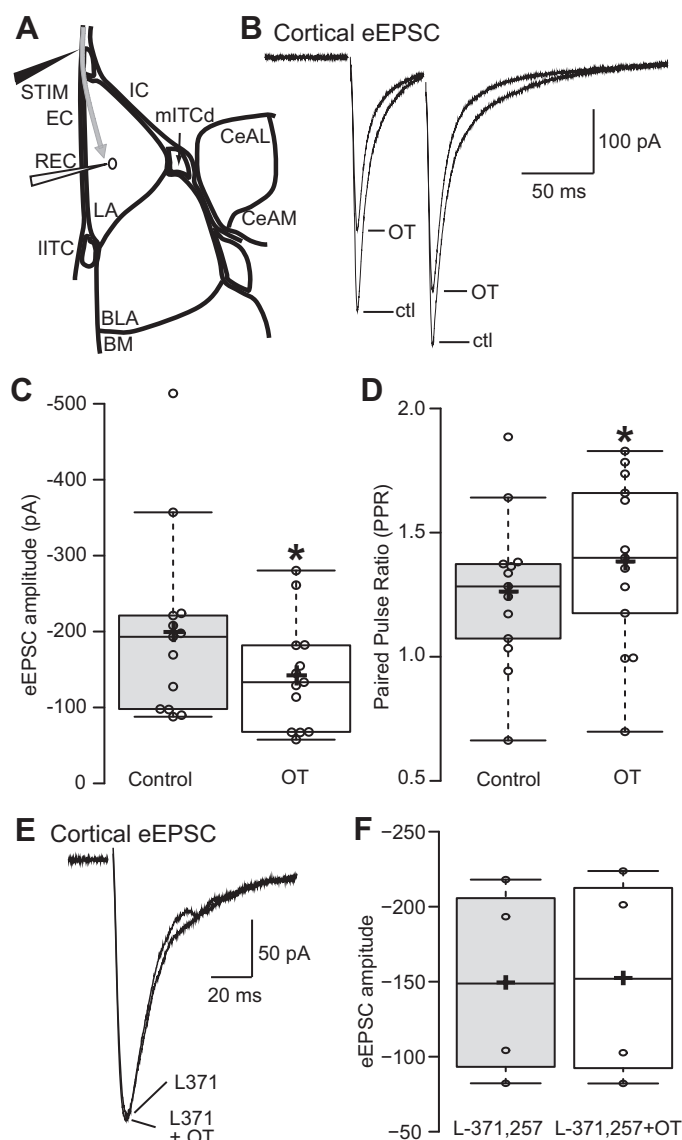 A
STIM
EC
IC
mITCd
CeAL
REC
LA
CeAM
lITC
BLA
BM
B
Cortical eEPSC
100 pA
50 ms
OT
OT
ctl
ctl
C
eEPSC amplitude (pA)
-500
-400
-300
-200
-100
0
*
Control
OT
D
Paired Pulse Ratio (PPR)
2.0
1.5
1.0
0.5
*
Control
OT
E
Cortical eEPSC
50 pA
20 ms
L371
L371
+ OT
F
eEPSC ampitude
−250
−200
−150
−100
−50
L-371,257
L-371,257+OT